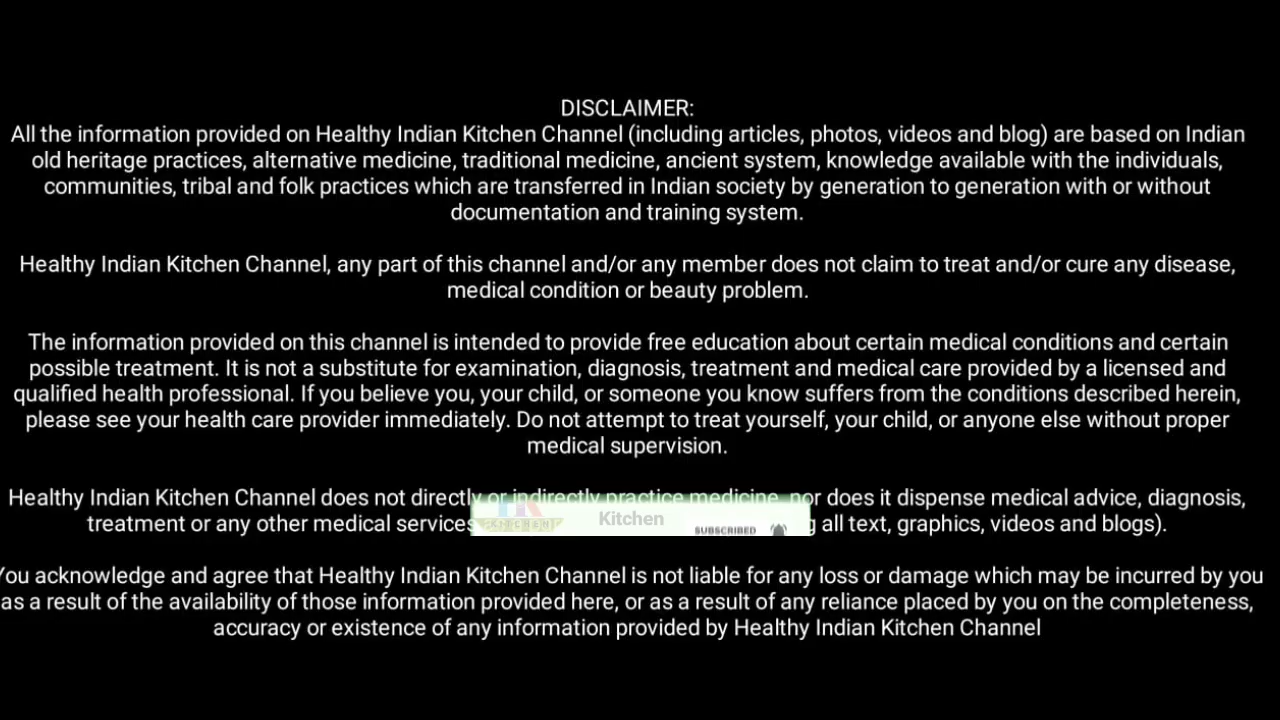 DISCLAIMER:
All the information provided on Healthy Indian Kitchen Channel (including articles, photos, videos and blog) are based on Indian
old heritage practices, alternative medicine, traditional medicine, ancient system, knowledge available with the individuals,
communities, tribal and folk practices which are transferred in Indian society by generation to generation with or without
documentation and training system.
Healthy Indian Kitchen Channel, any part of this channel and/or any member does not claim to treat and/or cure any disease,
medical condition or beauty problem.
The information provided on this channel is intended to provide free education about certain medical conditions and certain
possible treatment. It is not a substitute for examination, diagnosis, treatment and medical care provided by a licensed and
qualified health professional. If you believe you, your child, or someone you know suffers from the conditions described herein,
please see your health care provider immediately. Do not attempt to treat yourself, your child, or anyone else without proper
medical supervision.
Healthy Indian Kitchen Channel does not directly or indirectly practice medicine, nor does it dispense medical advice, diagnosis,
treatment or any other medical services all text, graphics, videos and blogs).
KITCHEN
Kitchen
SUBSCRIBED
You acknowledge and agree that Healthy Indian Kitchen Channel is not liable for any loss or damage which may be incurred by you
as a result of the availability of those information provided here, or as a result of any reliance placed by you on the completeness,
accuracy or existence of any information provided by Healthy Indian Kitchen Channel